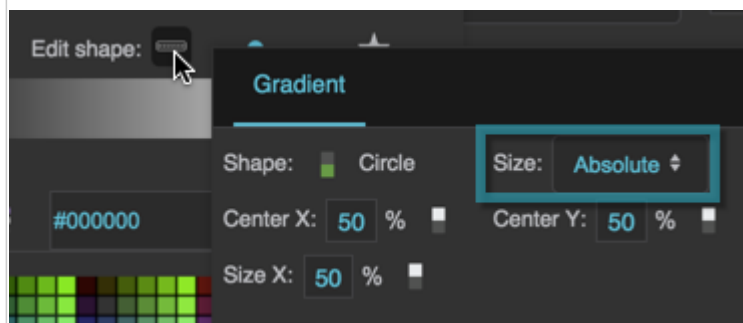 Edit shape:
Gradient
Shape: Circle Size: Absolute
#000000 Center X: 50 % Center Y: 50 %
Size X: 50 %